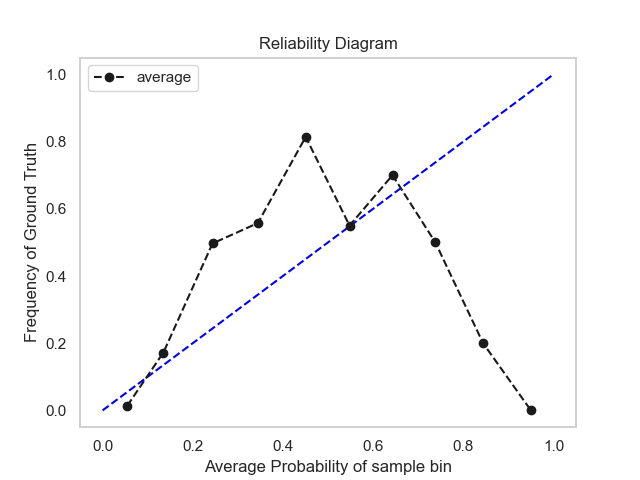 Reliability Diagram
average
Frequency of Ground Truth
1.0
0.8
0.6
0.4
0.2
0.0
0.0 0.2 0.4 0.6 0.8 1.0
Average Probability of sample bin